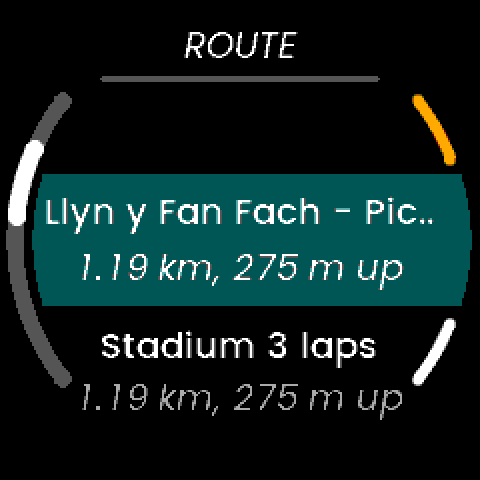 ROUTE
Llyn y Fan Fach - Pic..
1.19 km, 275 m up
Stadium 3 laps
1.19 km, 275 m up